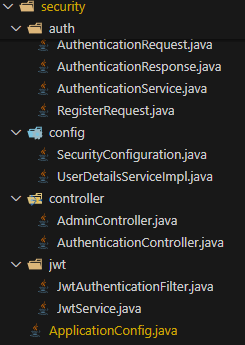 security
auth
AuthenticationRequest.java
AuthenticationResponse.java
AuthenticationService.java
RegisterRequest.java
config
SecurityConfiguration.java
UserDetailsServiceImpl.java
controller
AdminController.java
AuthenticationController.java
jwt
JwtAuthenticationFilter.java
JwtService.java
ApplicationConfig.java